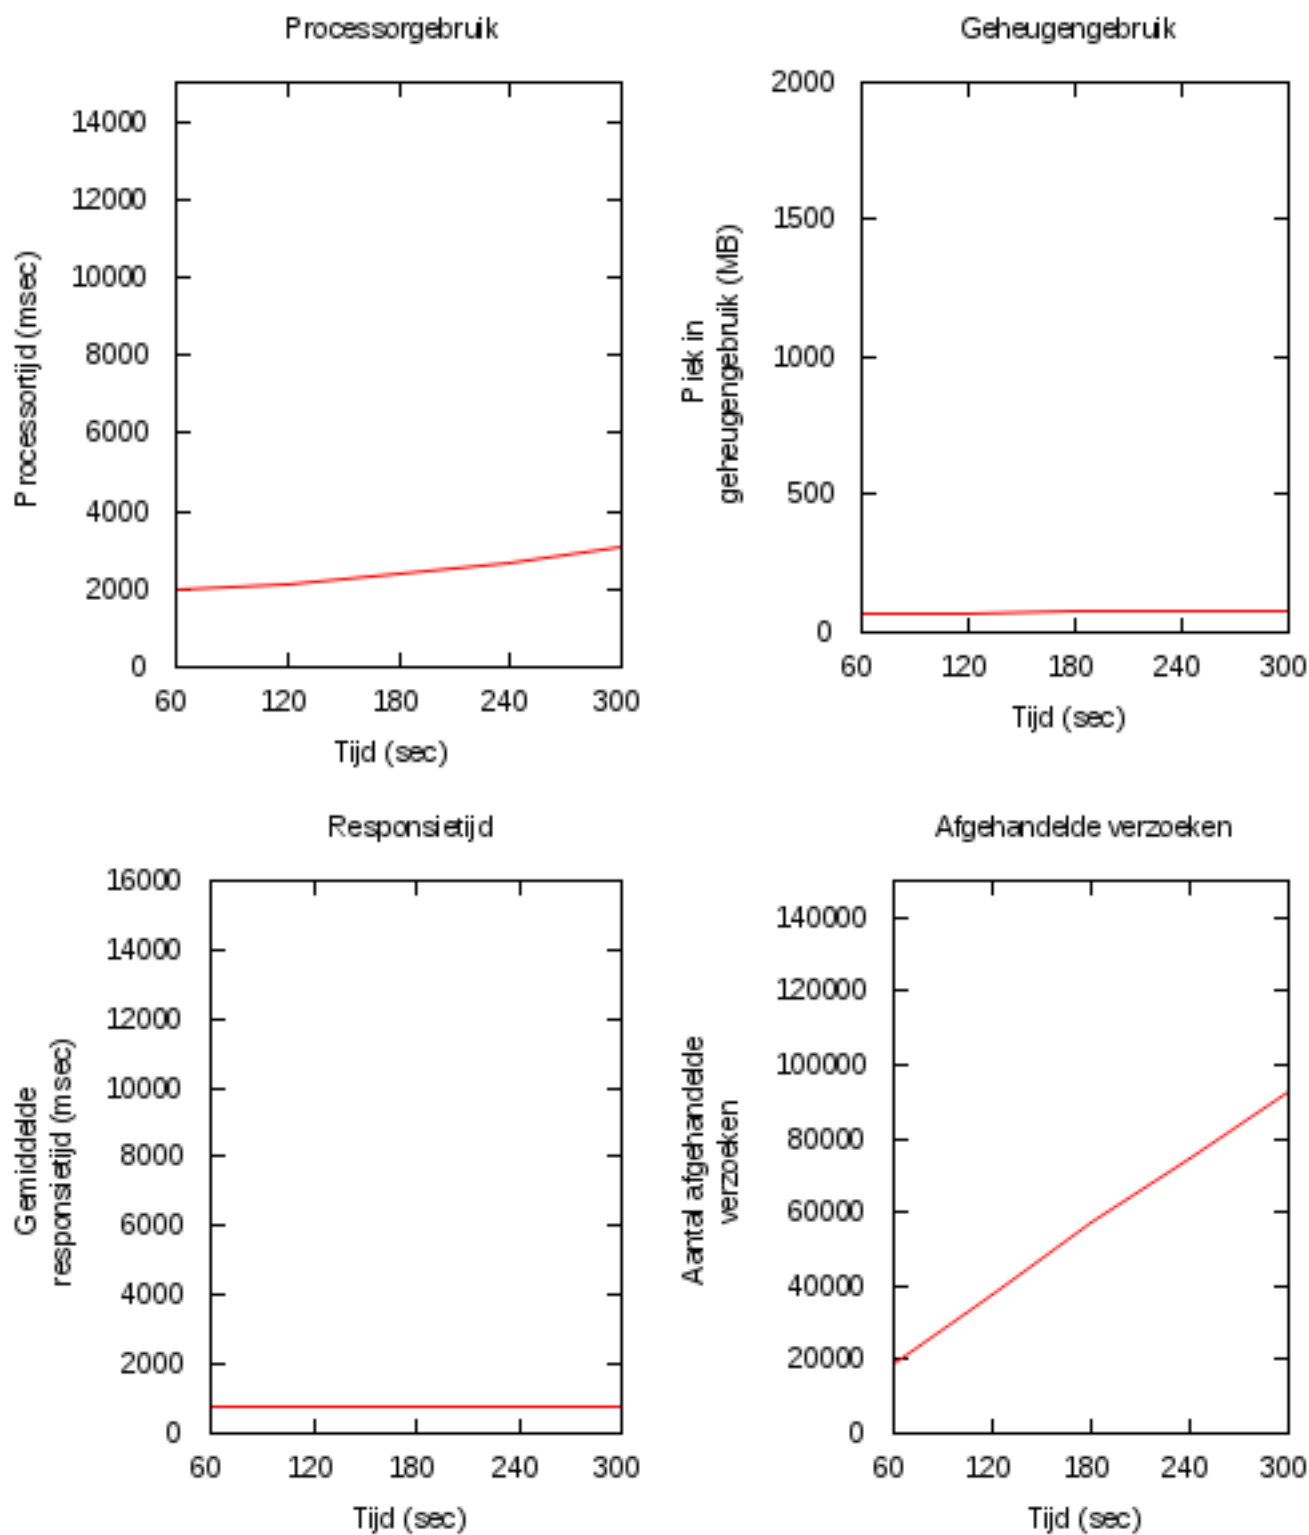 Processorgebruik
14000
12000
10000
8000
6000
4000
2000
0
Processortijd (msec)
60 120 180 240 300
Tijd (sec)
Geheugengebruik
2000
1500
1000
500
0
Piek in
geheugengebruik (MB)
60 120 180 240 300
Tijd (sec)
Responsietijd
16000
14000
12000
10000
8000
6000
4000
2000
0
Gemiddelde
responsietijd (msec)
60 120 180 240 300
Tijd (sec)
Afgehandelde verzoeken
140000
120000
100000
80000
60000
40000
20000
0
Aantal afgehandelde
verzoeken
60 120 180 240 300
Tijd (sec)